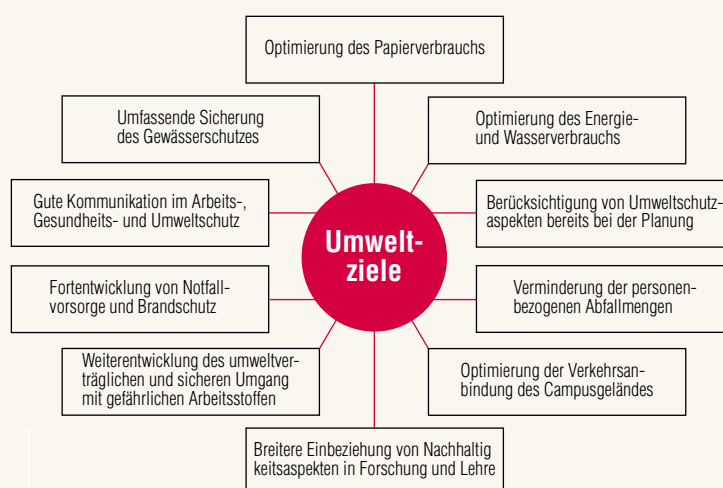 Optimierung des Papierverbrauchs
Umfassende Sicherung
des Gewässerschutzes
Optimierung des Energie-
und Wasserverbrauchs
Gute Kommunikation im Arbeits-,
Gesundheits- und Umweltschutz
Berücksichtigung von Umweltschutz-
aspekten bereits bei der Planung
Umwelt-
ziele
Fortentwicklung von Notfall-
vorsorge und Brandschutz
Verminderung der personen-
bezogenen Abfallmengen
Weiterentwicklung des umweltver-
träglichen und sicheren Umgang
mit gefährlichen Arbeitsstoffen
Optimierung der Verkehrsan-
bindung des Campusgeländes
Breitere Einbeziehung von Nachhaltig
keitsaspekten in Forschung und Lehre